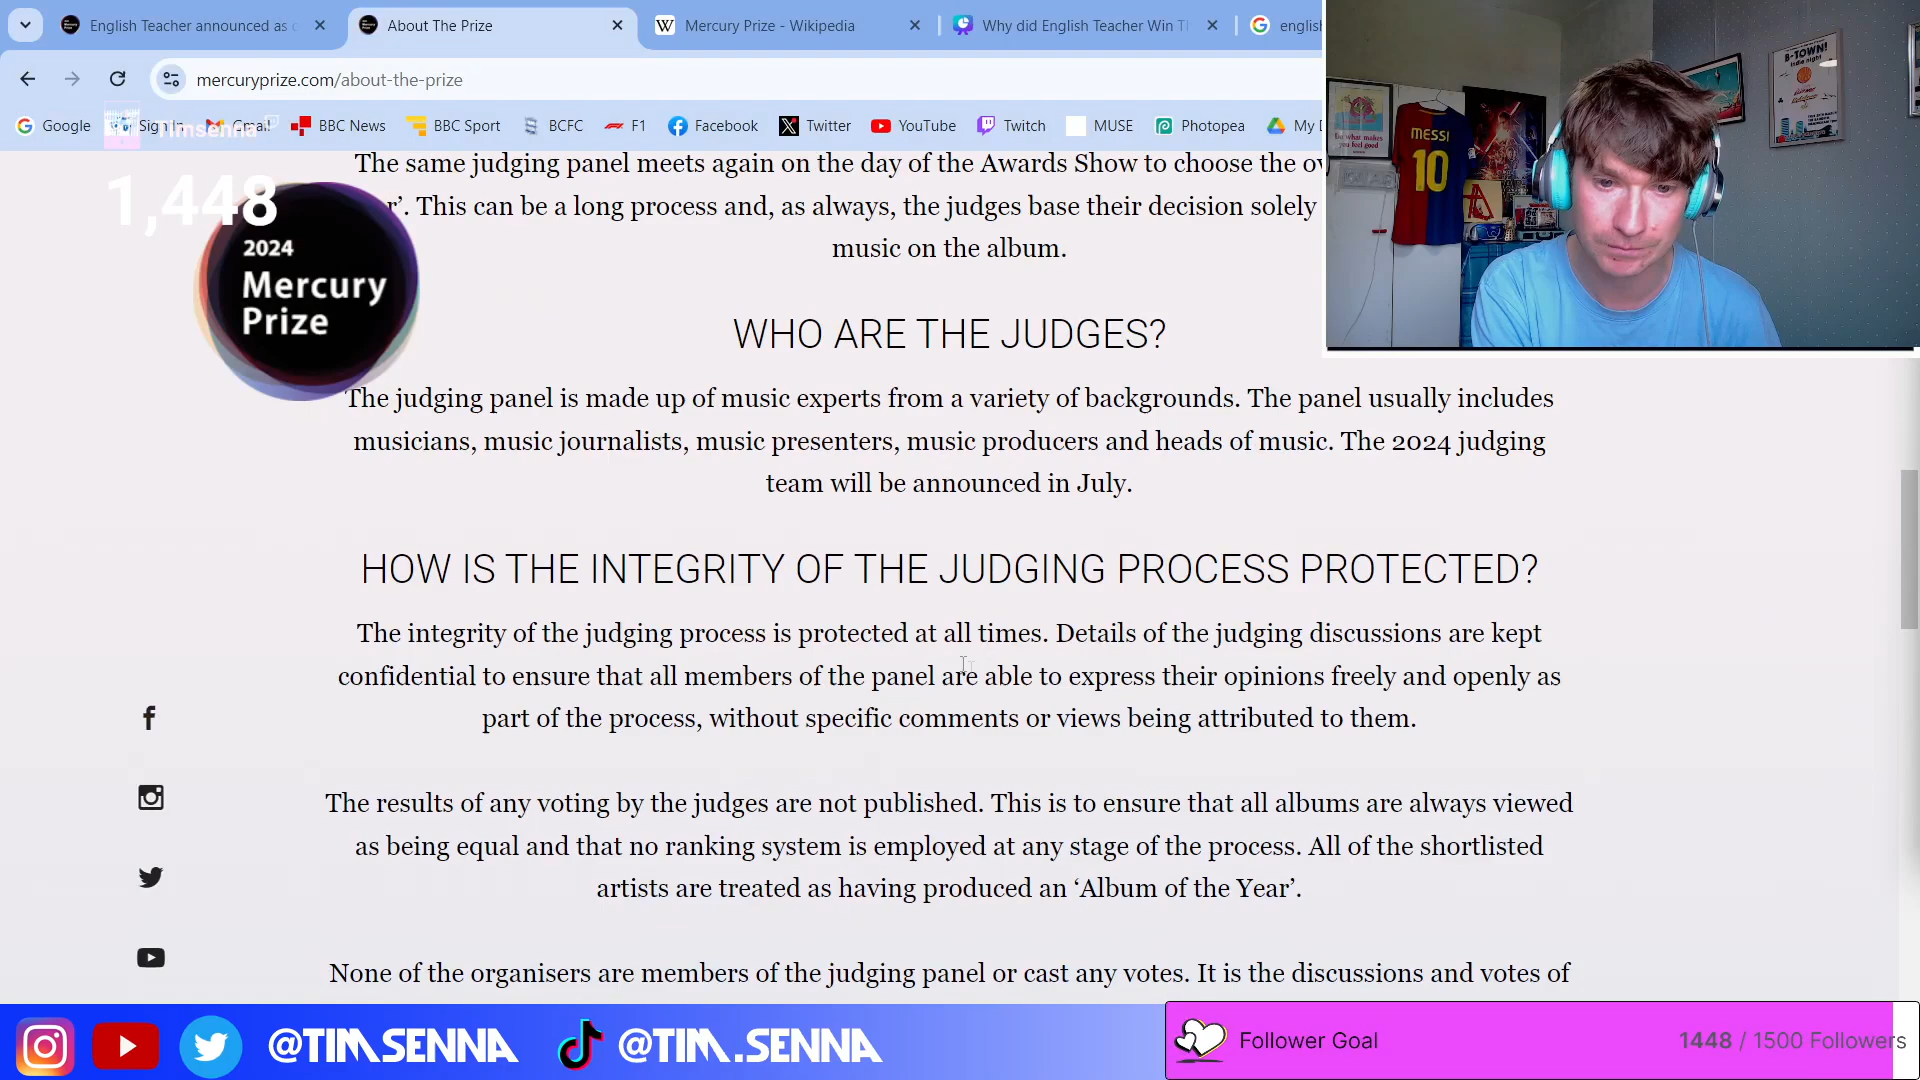 English Teacher announced as
About The Prize
Mercury Prize - Wikipedia
Why did English Teacher Win Th
english
mercuryprize.com/about-the-prize
Google
Sign in
Gmail
BBC News
BBC Sport
BCFC
F1
Facebook
Twitter
YouTube
Twitch
MUSE
Photopea
My D
Timsenna
1,448
2024
Mercury
Prize
The same judging panel meets again on the day of the Awards Show to choose the ov
r’. This can be a long process and, as always, the judges base their decision solely
music on the album.
WHO ARE THE JUDGES?
The judging panel is made up of music experts from a variety of backgrounds. The panel usually includes
musicians, music journalists, music presenters, music producers and heads of music. The 2024 judging
team will be announced in July.
HOW IS THE INTEGRITY OF THE JUDGING PROCESS PROTECTED?
The integrity of the judging process is protected at all times. Details of the judging discussions are kept
confidential to ensure that all members of the panel are able to express their opinions freely and openly as
part of the process, without specific comments or views being attributed to them.
The results of any voting by the judges are not published. This is to ensure that all albums are always viewed
as being equal and that no ranking system is employed at any stage of the process. All of the shortlisted
artists are treated as having produced an ‘Album of the Year’.
None of the organisers are members of the judging panel or cast any votes. It is the discussions and votes of
MESSI
10
B-TOWN!
indie night
@TIM.SENNA
@TIM.SENNA
Follower Goal
1448 / 1500 Followers